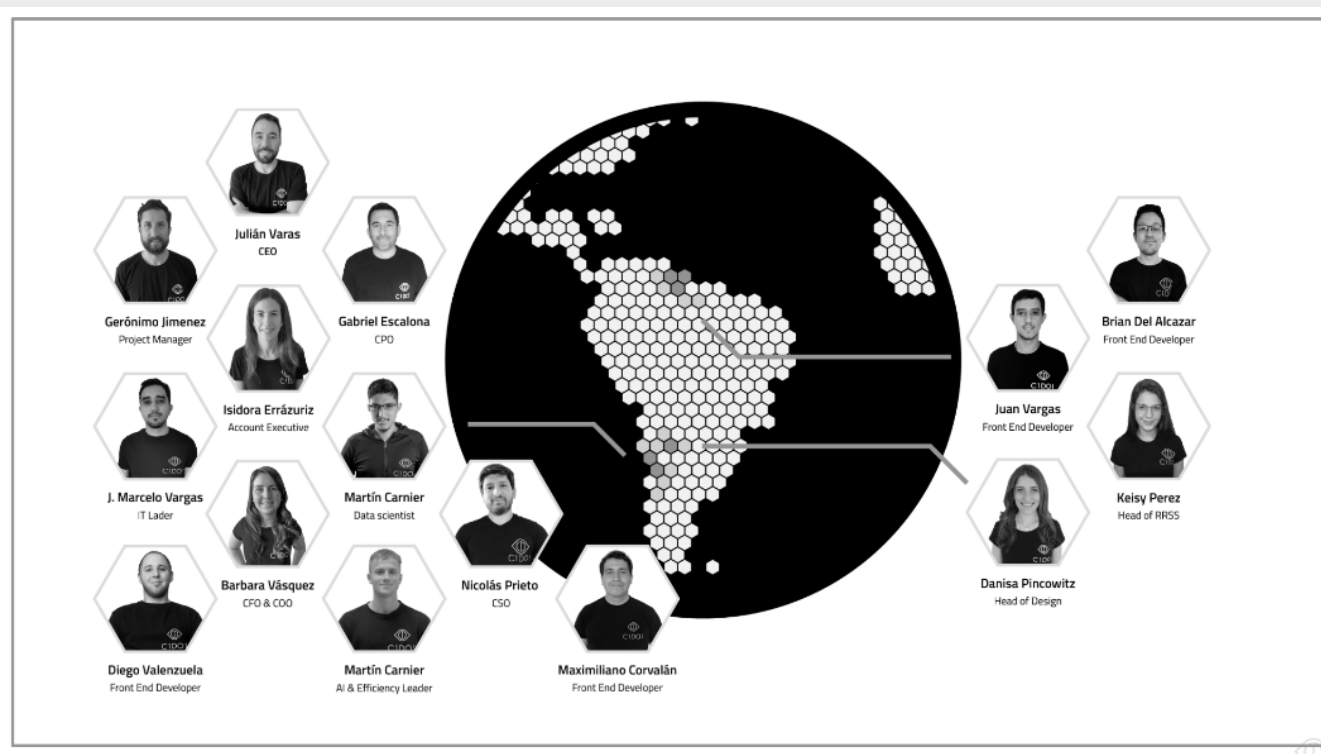 Julián Varas
CEO
Gerónimo Jimenez
Project Manager
Gabriel Escalona
CPO
Isidora Errázuriz
Account Executive
J. Marcelo Vargas
IT Lader
Martín Carnier
Data scientist
Barbara Vásquez
CFO & COO
Nicolás Prieto
CSO
Diego Valenzuela
Front End Developer
Martín Carnier
AI & Efficiency Leader
Maximiliano Corvalán
Front End Developer
Brian Del Alcazar
Front End Developer
Juan Vargas
Front End Developer
Keisy Perez
Head of RRSS
Danisa Pincowitz
Head of Design